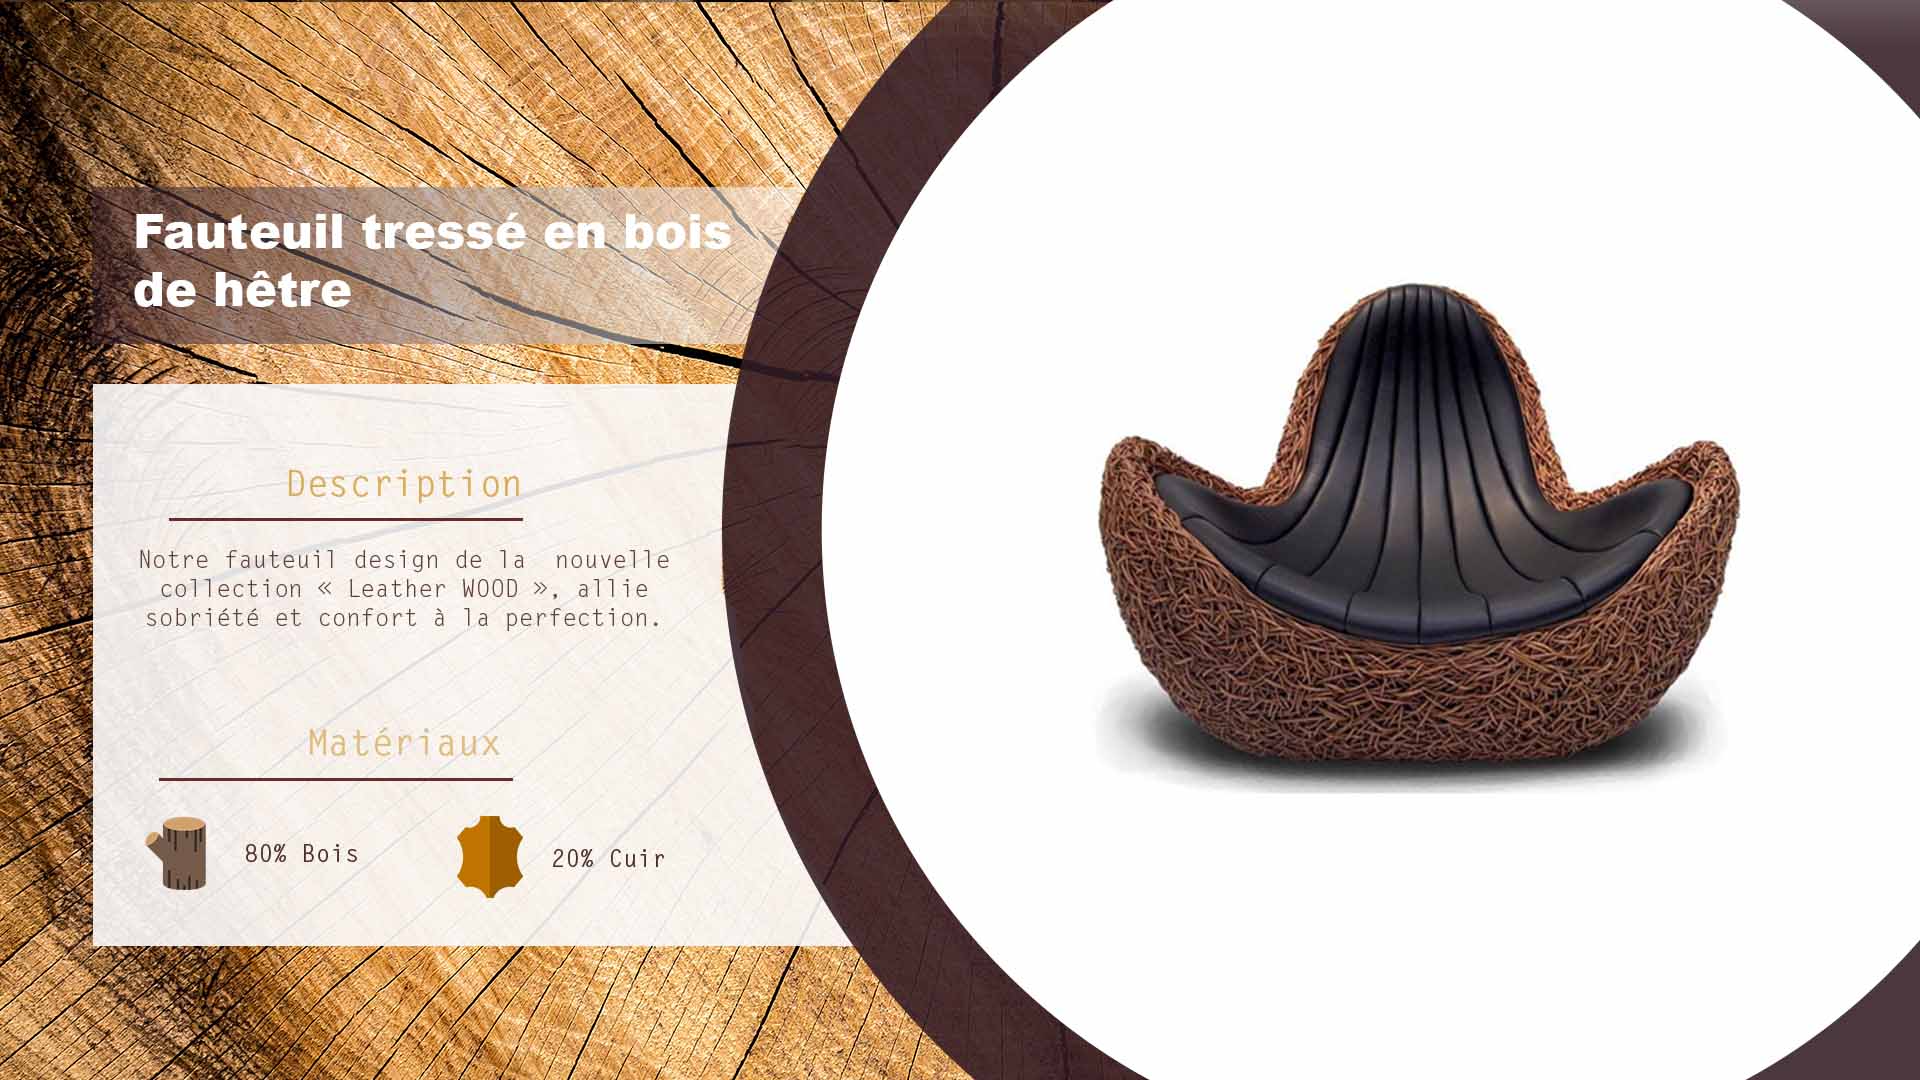 Fauteuil tressé en bois
de hêtre
Description
Notre fauteuil design de la  nouvelle
collection « Leather WOOD », allie
sobriété et confort à la perfection.
Matériaux
80% Bois
20% Cuir